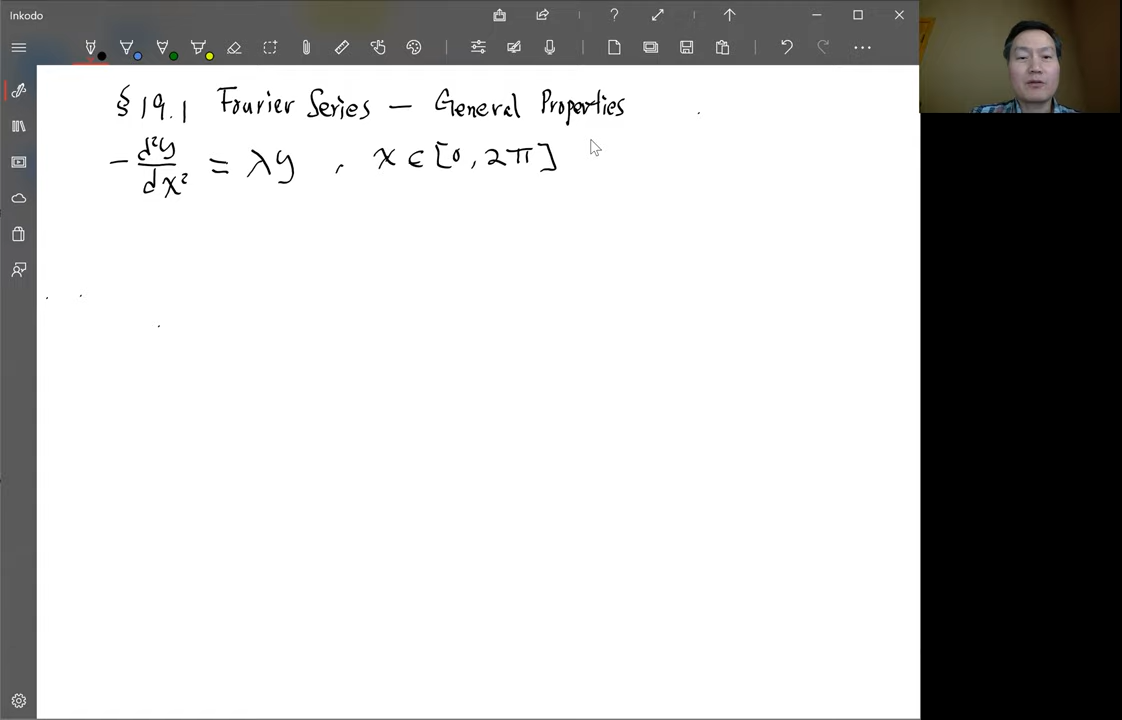 Inkodo
§19.1 Fourier Series — General Properties
- d²y/dx² = λy , x ∈ [0, 2π]